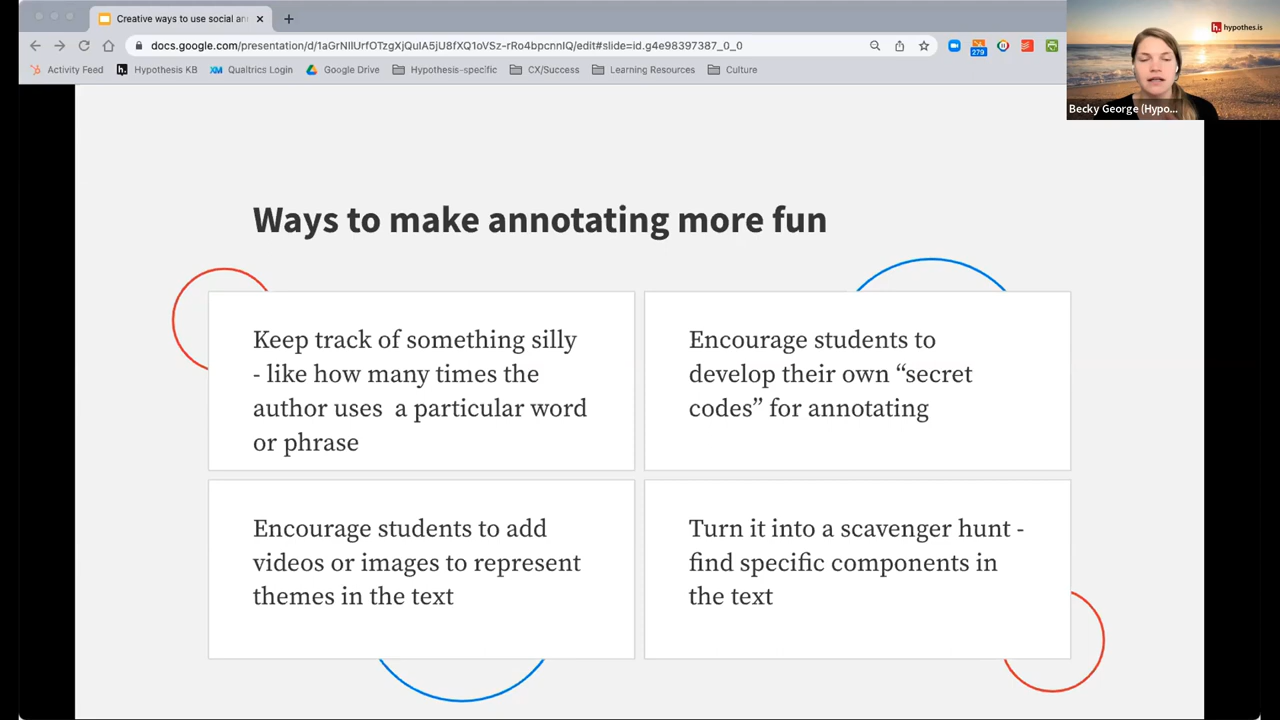 Creative ways to use social an
docs.google.com/presentation/d/1aGrNIlUrfOTzgXjQuIA5jU8fXQ1oVSz-rRo4bpcnnIQ/edit#slide=id.g4e98397387_0_0
279
Activity Feed
Hypothesis KB
Qualtrics Login
Google Drive
Hypothesis-specific
CX/Success
Learning Resources
Culture
hypothes.is
Becky George (Hypo...
Ways to make annotating more fun
Keep track of something silly
- like how many times the
author uses a particular word
or phrase
Encourage students to
develop their own “secret
codes” for annotating
Encourage students to add
videos or images to represent
themes in the text
Turn it into a scavenger hunt -
find specific components in
the text